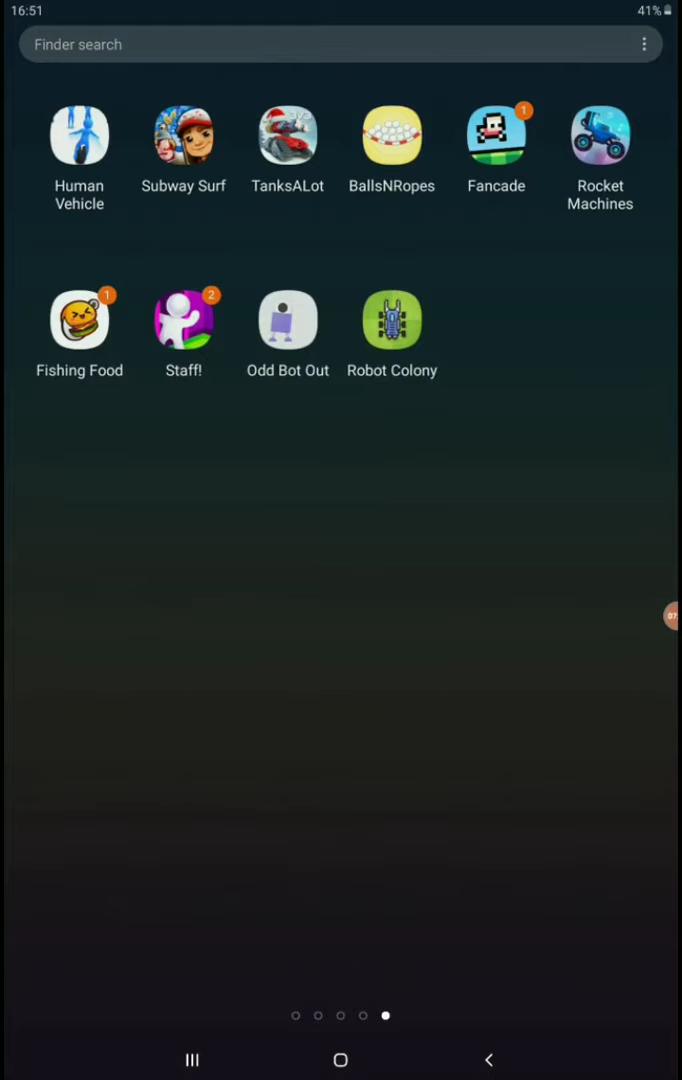 16:51 41%
Finder search
1
Human Vehicle
Subway Surf
TanksALot
BallsNRopes
Fancade
Rocket Machines
1
2
Fishing Food
Staff!
Odd Bot Out
Robot Colony